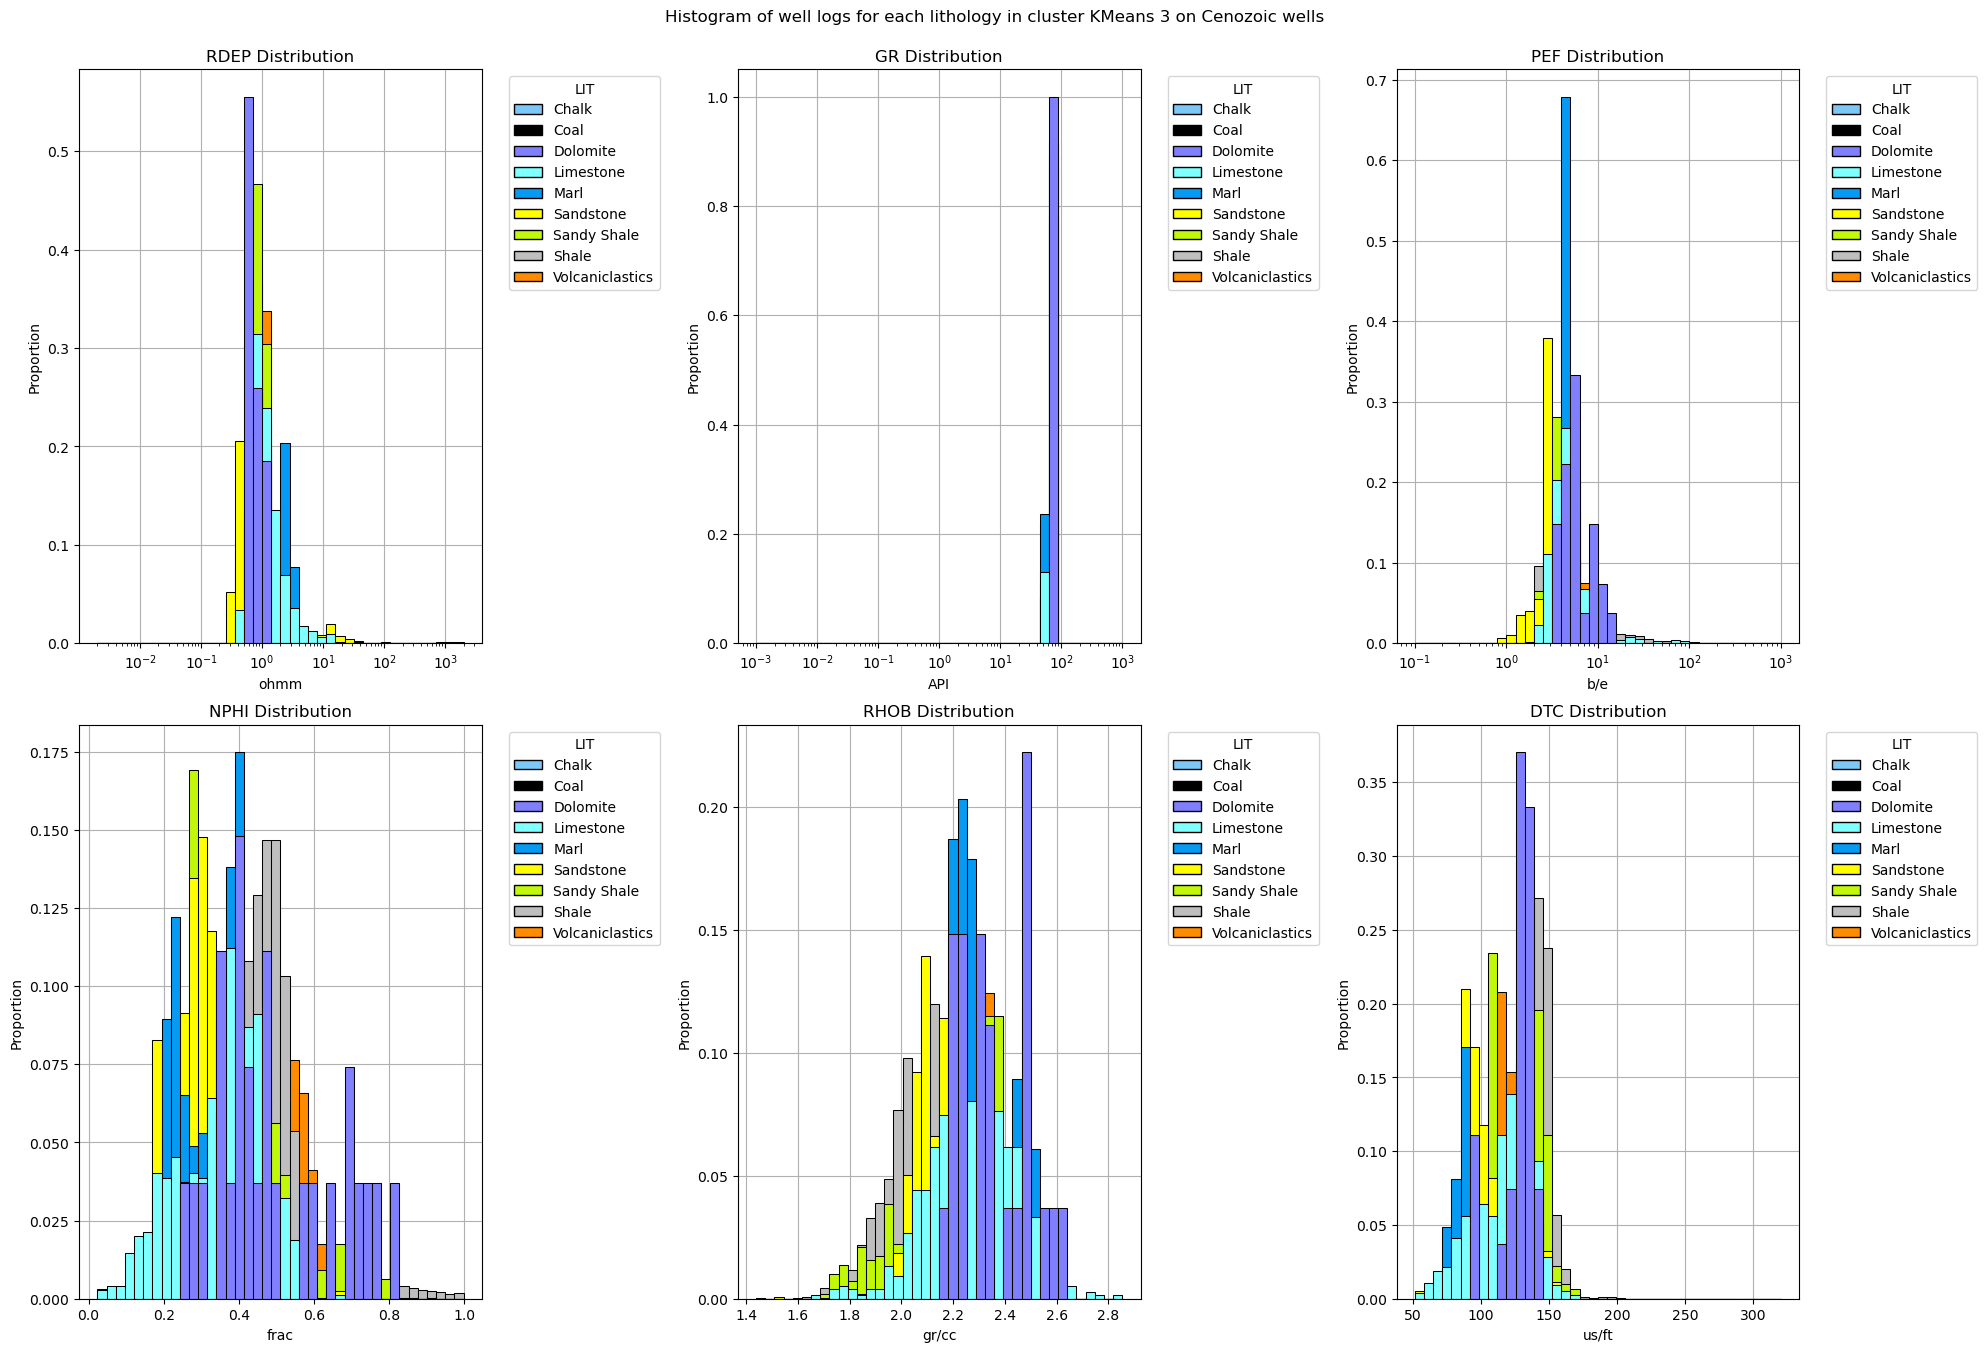 Histogram of well logs for each lithology in cluster KMeans 3 on Cenozoic wells
RDEP Distribution
Proportion
0.5
0.4
0.3
0.2
0.1
0.0
10⁻² 10⁻¹ 10⁰ 10¹ 10² 10³
ohmm
LIT
Chalk
Coal
Dolomite
Limestone
Marl
Sandstone
Sandy Shale
Shale
Volcaniclastics
GR Distribution
Proportion
1.0
0.8
0.6
0.4
0.2
0.0
10⁻³ 10⁻² 10⁻¹ 10⁰ 10¹ 10² 10³
API
LIT
Chalk
Coal
Dolomite
Limestone
Marl
Sandstone
Sandy Shale
Shale
Volcaniclastics
PEF Distribution
Proportion
0.7
0.6
0.5
0.4
0.3
0.2
0.1
0.0
10⁻¹ 10⁰ 10¹ 10² 10³
b/e
LIT
Chalk
Coal
Dolomite
Limestone
Marl
Sandstone
Sandy Shale
Shale
Volcaniclastics
NPHI Distribution
Proportion
0.175
0.150
0.125
0.100
0.075
0.050
0.025
0.000
0.0 0.2 0.4 0.6 0.8 1.0
frac
LIT
Chalk
Coal
Dolomite
Limestone
Marl
Sandstone
Sandy Shale
Shale
Volcaniclastics
RHOB Distribution
Proportion
0.20
0.15
0.10
0.05
0.00
1.4 1.6 1.8 2.0 2.2 2.4 2.6 2.8
gr/cc
LIT
Chalk
Coal
Dolomite
Limestone
Marl
Sandstone
Sandy Shale
Shale
Volcaniclastics
DTC Distribution
Proportion
0.35
0.30
0.25
0.20
0.15
0.10
0.05
0.00
50 100 150 200 250 300
us/ft
LIT
Chalk
Coal
Dolomite
Limestone
Marl
Sandstone
Sandy Shale
Shale
Volcaniclastics